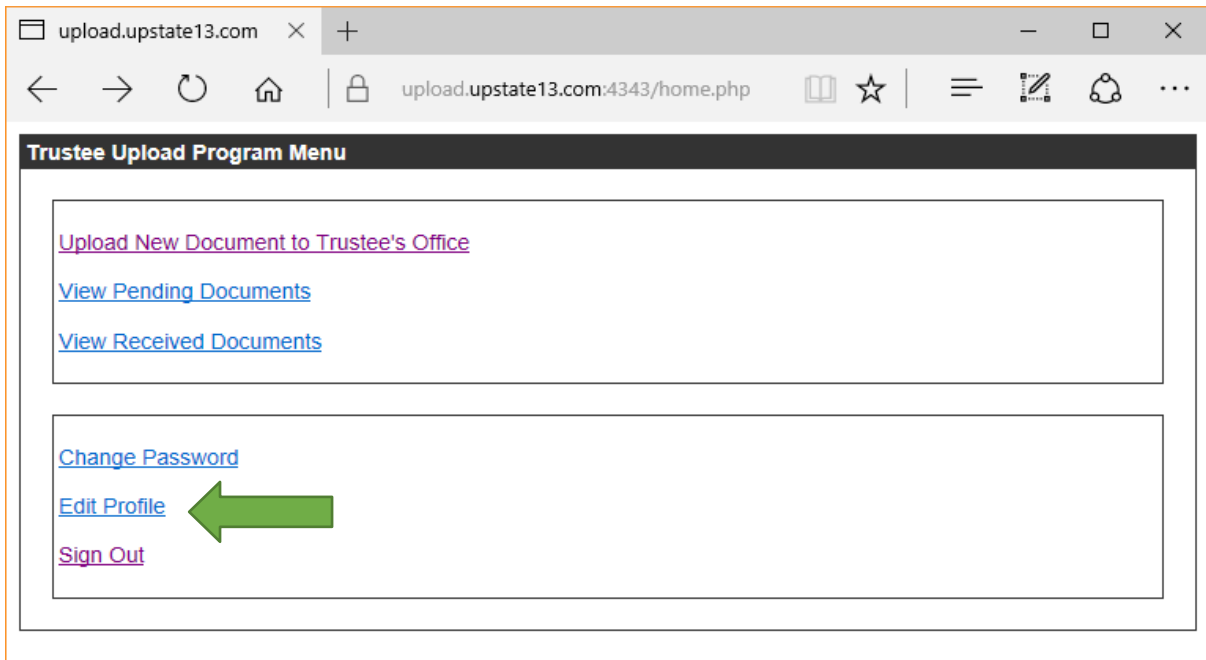 upload.upstate13.com
upload.upstate13.com:4343/home.php
Trustee Upload Program Menu
Upload New Document to Trustee's Office
View Pending Documents
View Received Documents
Change Password
Edit Profile
Sign Out